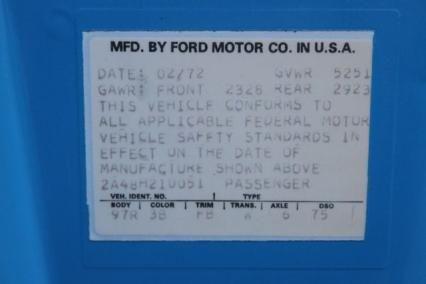 MFD. BY FORD MOTOR CO. IN U.S.A.
DATE: 02/72 GVWR 5251
GAWR: FRONT 2328 REAR 2923
THIS VEHICLE CONFORMS TO
ALL APPLICABLE FEDERAL MOTOR
VEHICLE SAFETY STANDARDS IN
EFFECT ON THE DATE OF
MANUFACTURE SHOWN ABOVE
2A48H210051 PASSENGER
VEH. IDENT. NO. TYPE
BODY COLOR TRIM TRANS. AXLE DSO
97R 3B FB W 6 75